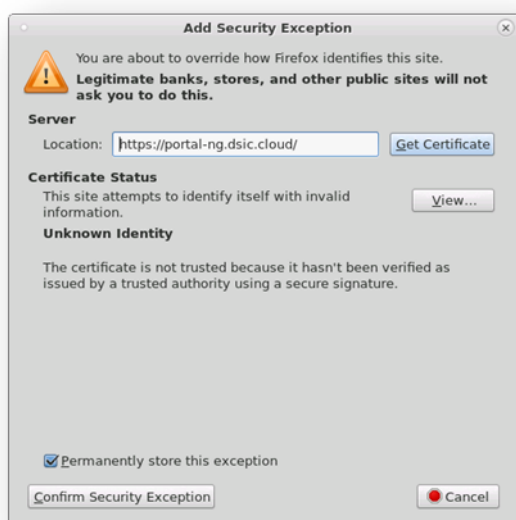 Add Security Exception
You are about to override how Firefox identifies this site.
Legitimate banks, stores, and other public sites will not
ask you to do this.
Server
Location: https://portal-ng.dsic.cloud/ Get Certificate
Certificate Status
This site attempts to identify itself with invalid
information.
View...
Unknown Identity
The certificate is not trusted because it hasn't been verified as
issued by a trusted authority using a secure signature.
Permanently store this exception
Confirm Security Exception Cancel